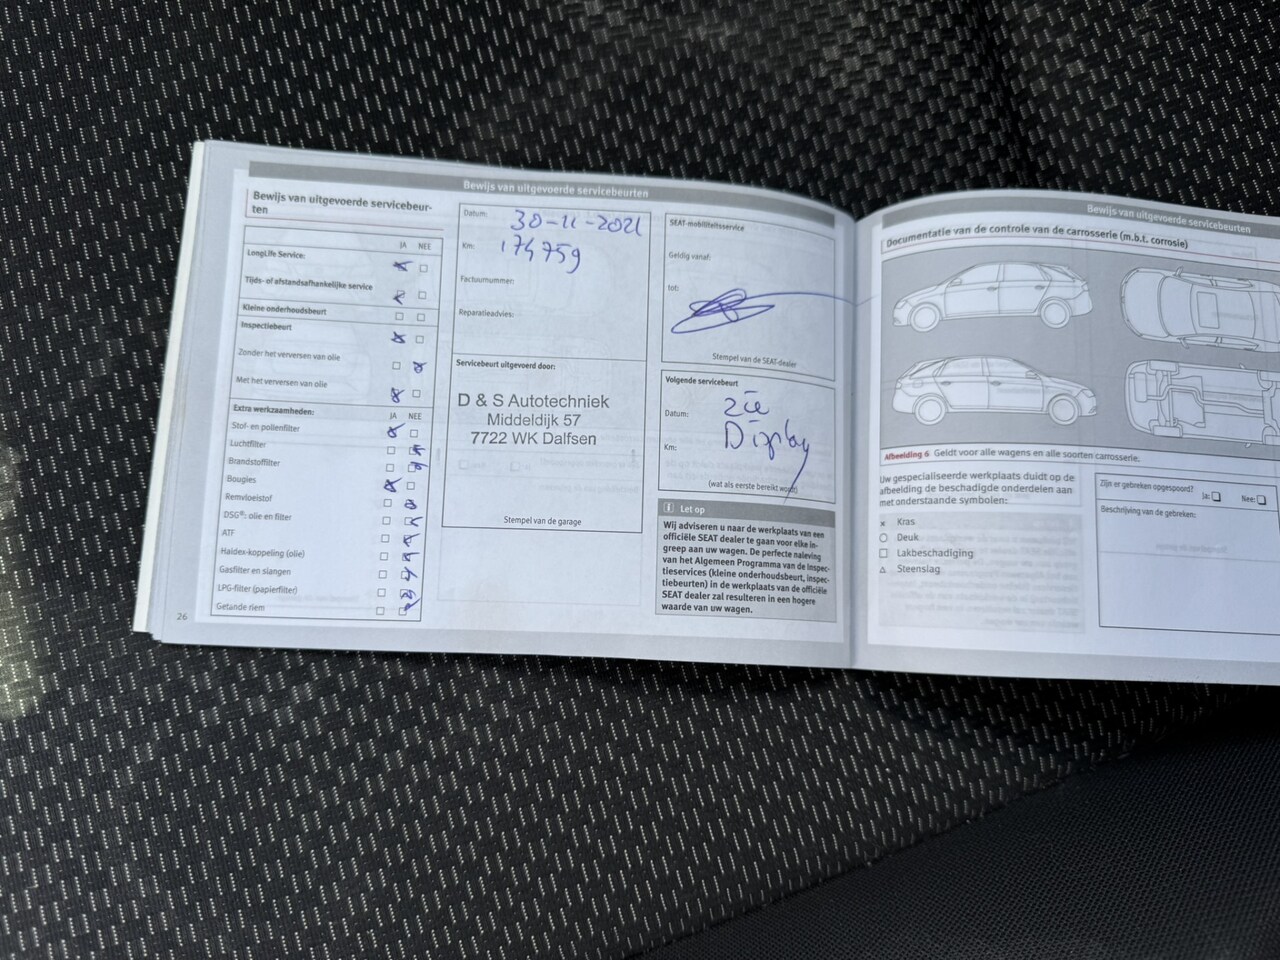 Bewijs van uitgevoerde servicebeurten
Bewijs van uitgevoerde servicebeur-
ten
JA NEE
LongLife Service:
Tijds- of afstandsafhankelijke service
Kleine onderhoudsbeurt
Inspectiebeurt
Zonder het verversen van olie
Met het verversen van olie
Extra werkzaamheden: JA NEE
Stof- en pollenfilter
Luchtfilter
Brandstoffilter
Bougies
Remvloeistof
DSG®: olie en filter
ATF
Haldex-koppeling (olie)
Gasfilter en slangen
LPG-filter (papierfilter)
Getande riem
26
Datum: 30-11-2021
Km: 174759
Factuurnummer:
Reparatieadvies:
Servicebeurt uitgevoerd door:
D & S Autotechniek
Middeldijk 57
7722 WK Dalfsen
Stempel van de garage
SEAT-mobiliteitsservice
Geldig vanaf:
tot:
Stempel van de SEAT-dealer
Volgende servicebeurt
Datum: zie
Km: Display
(wat als eerste bereikt wordt)
i Let op
Wij adviseren u naar de werkplaats van een
officiële SEAT dealer te gaan voor elke in-
greep aan uw wagen. De perfecte naleving
van het Algemeen Programma van de Inspec-
tieservices (kleine onderhoudsbeurt, inspec-
tiebeurten) in de werkplaats van de officiële
SEAT dealer zal resulteren in een hogere
waarde van uw wagen.
Bewijs van uitgevoerde servicebeurten
Documentatie van de controle van de carrosserie (m.b.t. corrosie)
Afbeelding 6 Geldt voor alle wagens en alle soorten carrosserie.
Uw gespecialiseerde werkplaats duidt op de
afbeelding de beschadigde onderdelen aan
met onderstaande symbolen:
x Kras
Deuk
Lakbeschadiging
Steenslag
Zijn er gebreken opgespoord? Ja: Nee:
Beschrijving van de gebreken: